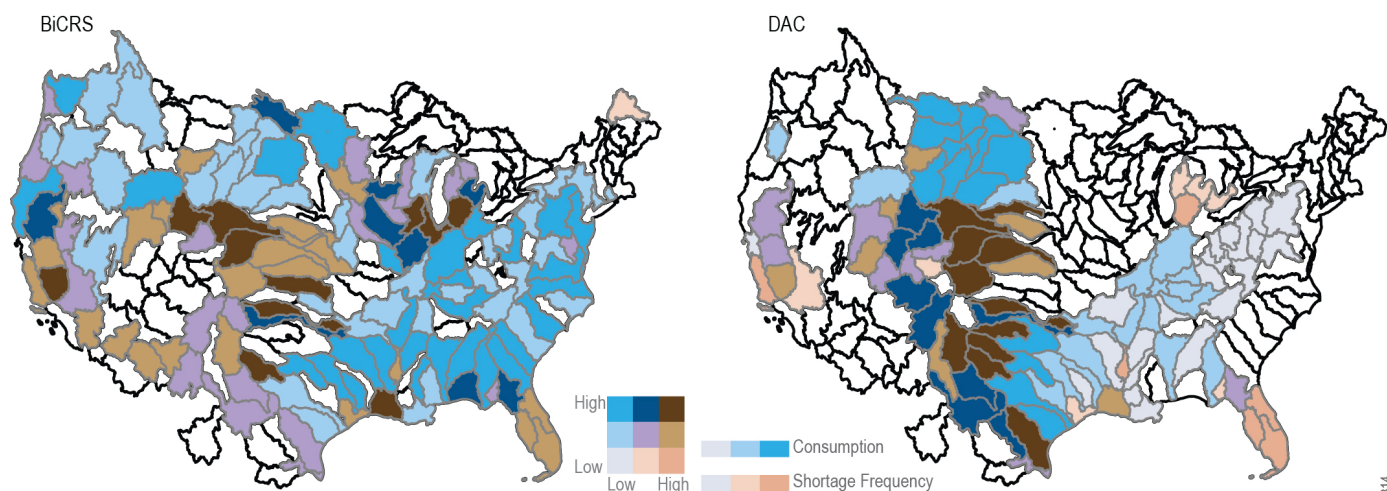 BiCRS
DAC
High
Low
Low High
Consumption
Shortage Frequency